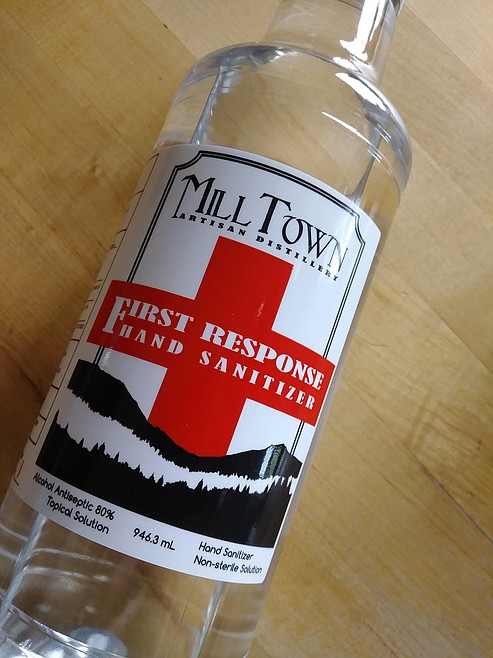 MILL TOWN
ARTISAN DISTILLERY
FIRST RESPONSE
HAND SANITIZER
Alcohol Antiseptic 80%
Topical Solution
946.3 mL
Hand Sanitizer
Non-sterile Solution